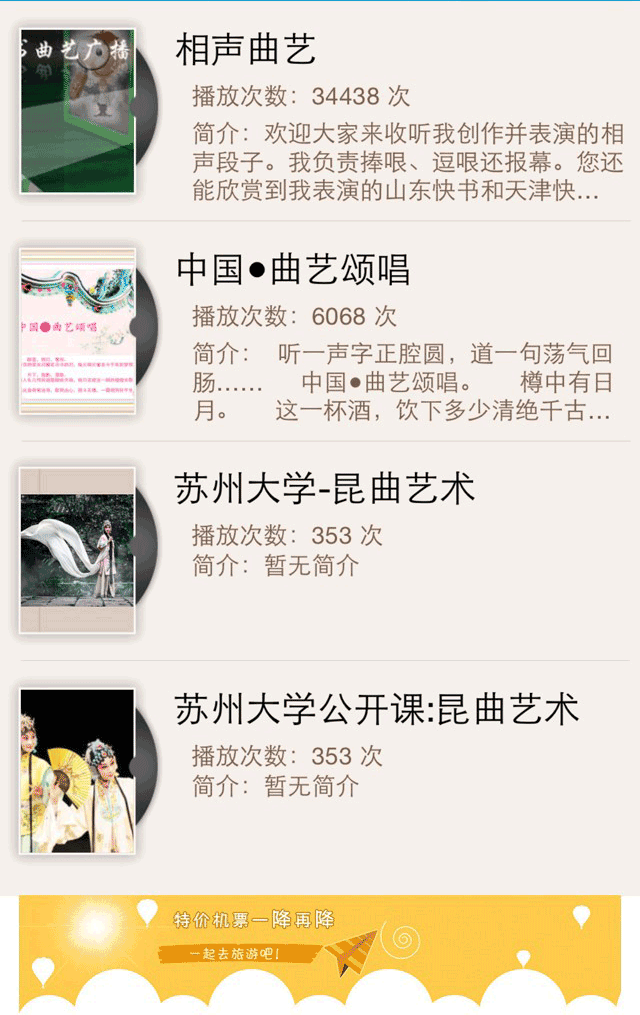 书曲艺广播
相声曲艺
播放次数：34438 次
简介：欢迎大家来收听我创作并表演的相
声段子。我负责捧哏、逗哏还报幕。您还
能欣赏到我表演的山东快书和天津快...
中国●曲艺颂唱
中国●曲艺颂唱
播放次数：6068 次
简介： 听一声字正腔圆，道一句荡气回
肠...... 中国●曲艺颂唱。 樽中有日
月。 这一杯酒，饮下多少清绝千古...
苏州大学-昆曲艺术
播放次数：353 次
简介：暂无简介
苏州大学公开课:昆曲艺术
播放次数：353 次
简介：暂无简介
特价机票一降再降
一起去旅游吧！